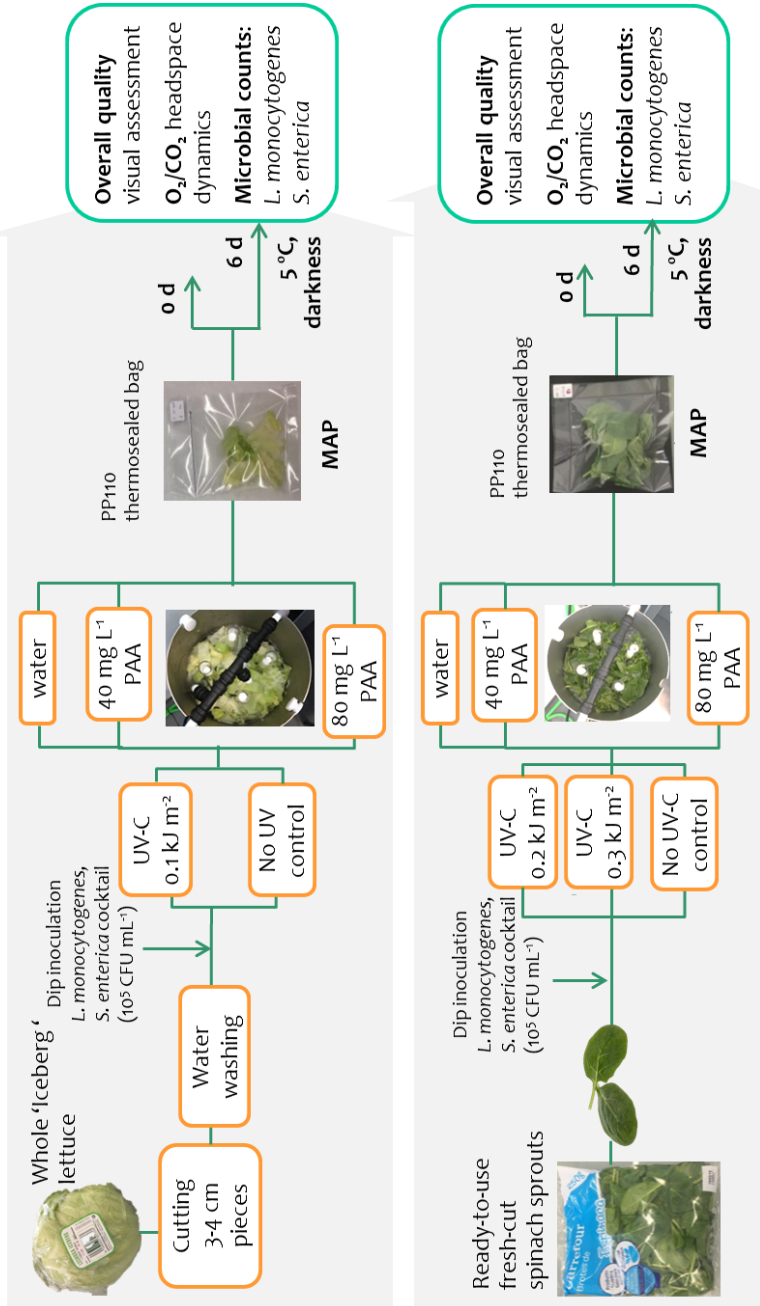 Whole ‘Iceberg ‘
lettuce
Cutting
3-4 cm
pieces
Water
washing
Dip inoculation
L. monocytogenes,
S. enterica cocktail
(10⁵ CFU mL⁻¹)
UV-C
0.1 kJ m⁻²
No UV
control
water
40 mg L⁻¹
PAA
80 mg L⁻¹
PAA
PP110
thermosealed bag
MAP
0 d
6 d
5 ºC,
darkness
Overall quality
visual assessment
O₂/CO₂ headspace
dynamics
Microbial counts:
L. monocytogenes
S. enterica
Ready-to-use
fresh-cut
spinach sprouts
Carrefour
Brotes de
Dip inoculation
L. monocytogenes,
S. enterica cocktail
(10⁵ CFU mL⁻¹)
UV-C
0.2 kJ m⁻²
UV-C
0.3 kJ m⁻²
No UV-C
control
water
40 mg L⁻¹
PAA
80 mg L⁻¹
PAA
PP110
thermosealed bag
MAP
0 d
6 d
5 ºC,
darkness
Overall quality
visual assessment
O₂/CO₂ headspace
dynamics
Microbial counts:
L. monocytogenes
S. enterica